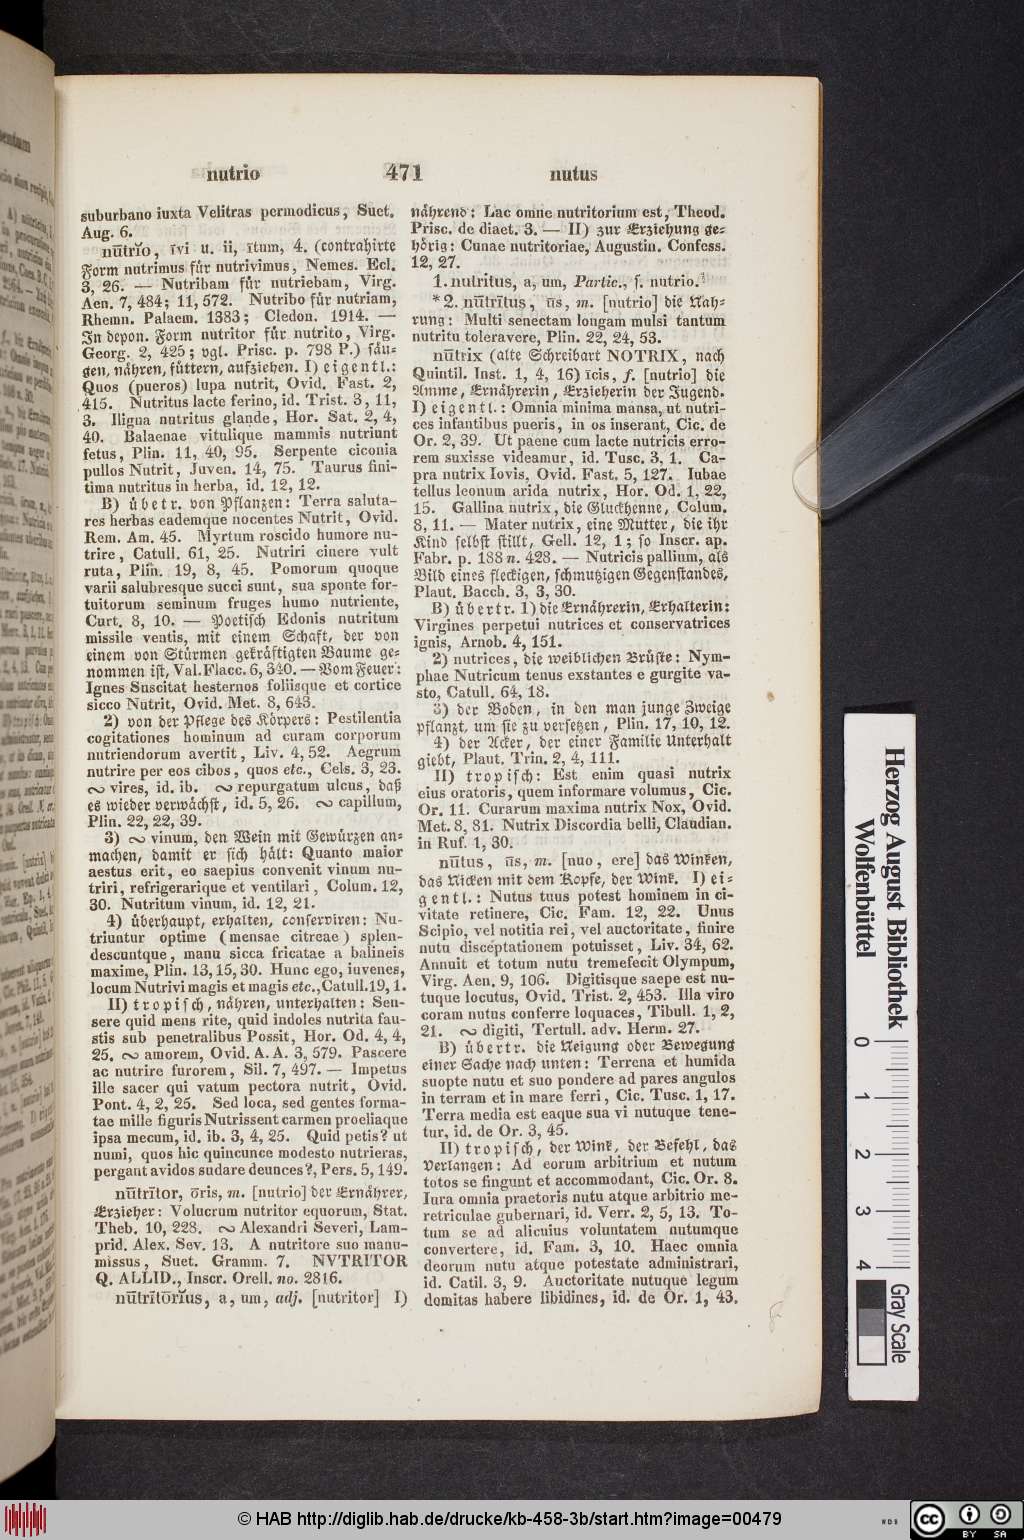 nutrio 471 nutus
suburbano iuxta Velitras permodicus, Suet.
Aug. 6.
nūtrĭo, īvi u. ii, ītum, 4. (contrahirte
Form nutrimus für nutrivimus, Nemes. Ecl.
3, 26. — Nutribam für nutriebam, Virg.
Aen. 7, 484; 11, 572. Nutribo für nutriam,
Rhemn. Palaem. 1383; Cledon. 1914. —
In depon. Form nutritor für nutrito, Virg.
Georg. 2, 425; vgl. Prisc. p. 798 P.) säu-
gen, nähren, füttern, aufziehen. I) eigentl.:
Quos (pueros) lupa nutrit, Ovid. Fast. 2,
415. Nutritus lacte ferino, id. Trist. 3, 11,
3. Iligna nutritus glande, Hor. Sat. 2, 4,
40. Balaenae vitulique mammis nutriunt
fetus, Plin. 11, 40, 95. Serpente ciconia
pullos Nutrit, Juven. 14, 75. Taurus fini-
tima nutritus in herba, id. 12, 12.
B) übetr. von Pflanzen: Terra saluta-
res herbas eademque nocentes Nutrit, Ovid.
Rem. Am. 45. Myrtum roscido humore nu-
trire, Catull. 61, 25. Nutriri cinere vult
ruta, Plin. 19, 8, 45. Pomorum quoque
varii salubresque succi sunt, sua sponte for-
tuitorum seminum fruges humo nutriente,
Curt. 8, 10. — Poetisch Edonis nutritum
missile ventis, mit einem Schaft, der von
einem von Stürmen gekräftigten Baume ge-
nommen ist, Val. Flacc. 6, 340. — Vom Feuer:
Ignes Suscitat hesternos foliisque et cortice
sicco Nutrit, Ovid. Met. 8, 643.
2) von der Pflege des Körpers: Pestilentia
cogitationes hominum ad curam corporum
nutriendorum avertit, Liv. 4, 52. Aegrum
nutrire per eos cibos, quos etc., Cels. 3, 23.
∾ vires, id. ib. ∾ repurgatum ulcus, daß
es wieder verwächst, id. 5, 26. ∾ capillum,
Plin. 22, 22, 39.
3) ∾ vinum, den Wein mit Gewürzen an-
machen, damit er sich hält: Quanto maior
aestus erit, eo saepius convenit vinum nu-
triri, refrigerarique et ventilari, Colum. 12,
30. Nutritum vinum, id. 12, 21.
4) überhaupt, erhalten, conserviren: Nu-
triuntur optime (mensae citreae) splen-
descuntque, manu sicca fricatae a balineis
maxime, Plin. 13, 15, 30. Hunc ego, iuvenes,
locum Nutrivi magis et magis etc., Catull. 19, 1.
II) tropisch, nähren, unterhalten: Sen-
sere quid mens rite, quid indoles nutrita fau-
stis sub penetralibus Possit, Hor. Od. 4, 4,
25. ∾ amorem, Ovid. A. A. 3, 579. Pascere
ac nutrire furorem, Sil. 7, 497. — Impetus
ille sacer qui vatum pectora nutrit, Ovid.
Pont. 4, 2, 25. Sed loca, sed gentes forma-
tae mille figuris Nutrissent carmen proeliaque
ipsa mecum, id. ib. 3, 4, 25. Quid petis? ut
numi, quos hic quincunce modesto nutrieras,
pergant avidos sudare deunces?, Pers. 5, 149.
nūtrītor, ōris, m. [nutrio] der Ernährer,
Erzieher: Volucrum nutritor equorum, Stat.
Theb. 10, 228. ∾ Alexandri Severi, Lam-
prid. Alex. Sev. 13. A nutritore suo manu-
missus, Suet. Gramm. 7. NVTRITOR
Q. ALLID., Inscr. Orell. no. 2816.
nūtrītōrĭus, a, um, adj. [nutritor] I)
nährend: Lac omne nutritorium est, Theod.
Prisc. de diaet. 3. — II) zur Erziehung ge-
hörig: Cunae nutritoriae, Augustin. Confess.
12, 27.
1. nutritus, a, um, Partic., s. nutrio.
* 2. nūtrītus, ūs, m. [nutrio] die Nah-
rung: Multi senectam longam mulsi tantum
nutritu toleravere, Plin. 22, 24, 53.
nūtrix (alte Schreibart NOTRIX, nach
Quintil. Inst. 1, 4, 16) īcis, f. [nutrio] die
Amme, Ernährerin, Erzieherin der Jugend.
I) eigentl.: Omnia minima mansa, ut nutri-
ces infantibus pueris, in os inserant, Cic. de
Or. 2, 39. Ut paene cum lacte nutricis erro-
rem suxisse videamur, id. Tusc. 3, 1. Ca-
pra nutrix Iovis, Ovid. Fast. 5, 127. Iubae
tellus leonum arida nutrix, Hor. Od. 1, 22,
15. Gallina nutrix, die Gluckhenne, Colum.
8, 11. — Mater nutrix, eine Mutter, die ihr
Kind selbst stillt, Gell. 12, 1; so Inscr. ap.
Fabr. p. 188 n. 428. — Nutricis pallium, als
Bild eines fleckigen, schmutzigen Gegenstandes,
Plaut. Bacch. 3, 3, 30.
B) übertr. 1) die Ernährerin, Erhalterin:
Virgines perpetui nutrices et conservatrices
ignis, Arnob. 4, 151.
2) nutrices, die weiblichen Brüste: Nym-
phae Nutricum tenus exstantes e gurgite va-
sto, Catull. 64, 18.
3) der Boden, in den man junge Zweige
pflanzt, um sie zu versetzen, Plin. 17, 10, 12.
4) der Acker, der einer Familie Unterhalt
giebt, Plaut. Trin. 2, 4, 111.
II) tropisch: Est enim quasi nutrix
eius oratoris, quem informare volumus, Cic.
Or. 11. Curarum maxima nutrix Nox, Ovid.
Met. 8, 81. Nutrix Discordia belli, Claudian.
in Ruf. 1, 30.
nūtus, ūs, m. [nuo, ere] das Winken,
das Nicken mit dem Kopfe, der Wink. I) ei-
gentl.: Nutus tuus potest hominem in ci-
vitate retinere, Cic. Fam. 12, 22. Unus
Scipio, vel notitia rei, vel auctoritate, finire
nutu disceptationem potuisset, Liv. 34, 62.
Annuit et totum nutu tremefecit Olympum,
Virg. Aen. 9, 106. Digitisque saepe est nu-
tuque locutus, Ovid. Trist. 2, 453. Illa viro
coram nutus conferre loquaces, Tibull. 1, 2,
21. ∾ digiti, Tertull. adv. Herm. 27.
B) übertr. die Neigung oder Bewegung
einer Sache nach unten: Terrena et humida
suopte nutu et suo pondere ad pares angulos
in terram et in mare ferri, Cic. Tusc. 1, 17.
Terra media est eaque sua vi nutuque tene-
tur, id. de Or. 3, 45.
II) tropisch, der Wink, der Befehl, das
Verlangen: Ad eorum arbitrium et nutum
totos se fingunt et accommodant, Cic. Or. 8.
Iura omnia praetoris nutu atque arbitrio me-
retriculae gubernari, id. Verr. 2, 5, 13. To-
tum se ad alicuius voluntatem nutumque
convertere, id. Fam. 3, 10. Haec omnia
deorum nutu atque potestate administrari,
id. Catil. 3, 9. Auctoritate nutuque legum
domitas habere libidines, id. de Or. 1, 43.
Herzog August Bibliothek
Wolfenbüttel
0 1 2 3 4
Gray Scale
© HAB http://diglib.hab.de/drucke/kb-458-3b/start.htm?image=00479
WDB
cc BY SA